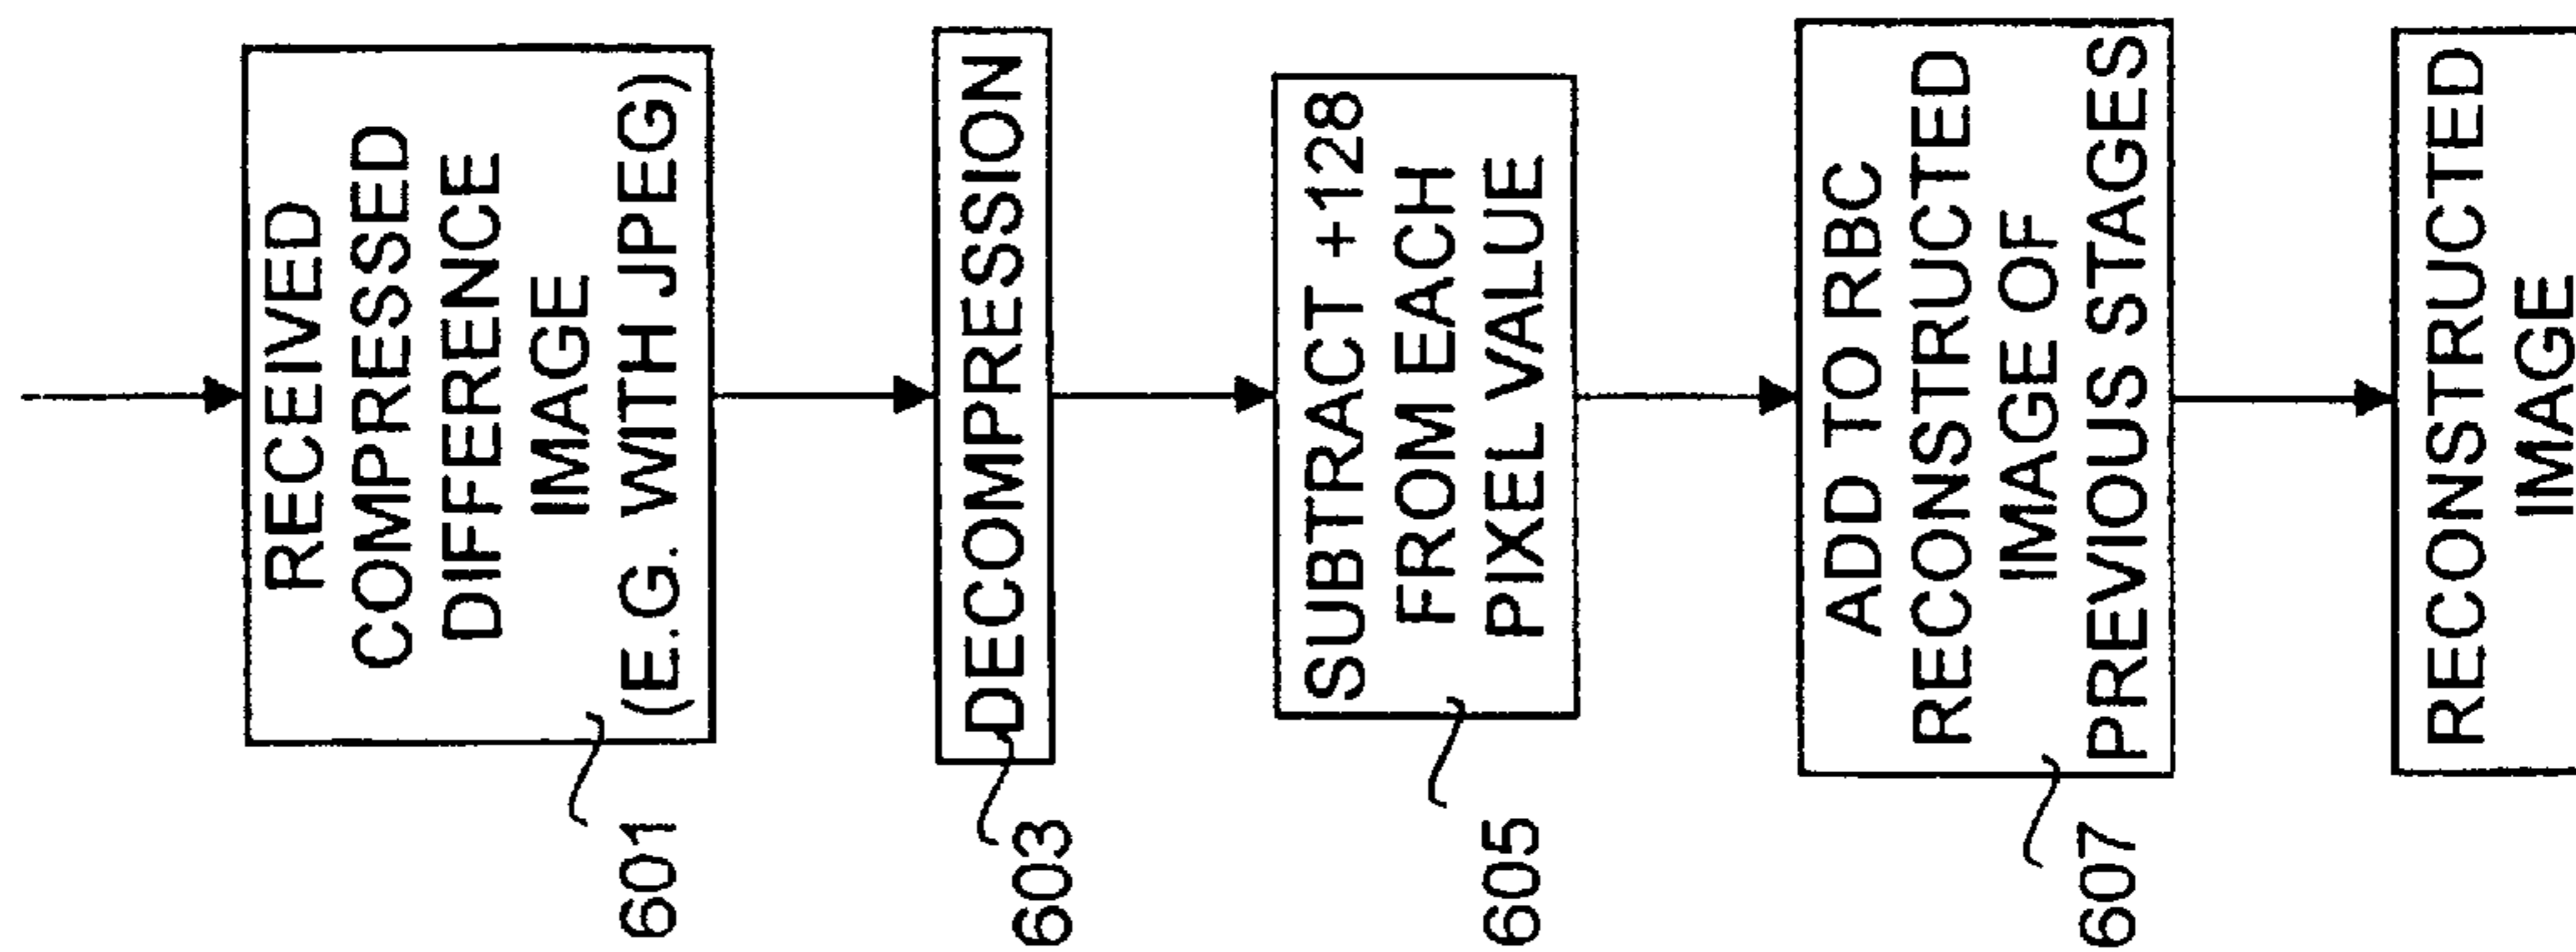 RECEIVED
COMPRESSED
DIFFERENCE
IMAGE
(E.G. WITH JPEG)
601
DECOMPRESSION
603
SUBTRACT +128
FROM EACH
PIXEL VALUE
605
ADD TO RBC
RECONSTRUCTED
IMAGE OF
PREVIOUS STAGES
607
RECONSTRUCTED
IMAGE